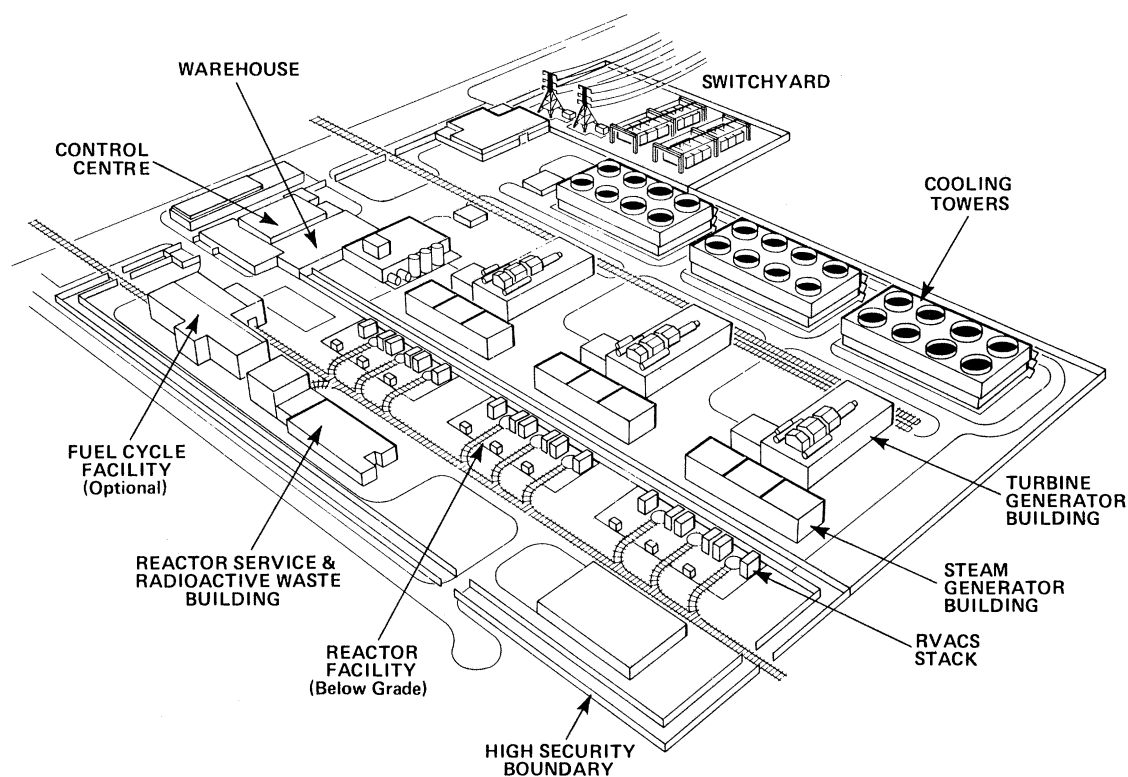 WAREHOUSE
SWITCHYARD
CONTROL
CENTRE
COOLING
TOWERS
FUEL CYCLE
FACILITY
(Optional)
TURBINE
GENERATOR
BUILDING
REACTOR SERVICE &
RADIOACTIVE WASTE
BUILDING
STEAM
GENERATOR
BUILDING
REACTOR
FACILITY
(Below Grade)
RVACS
STACK
HIGH SECURITY
BOUNDARY